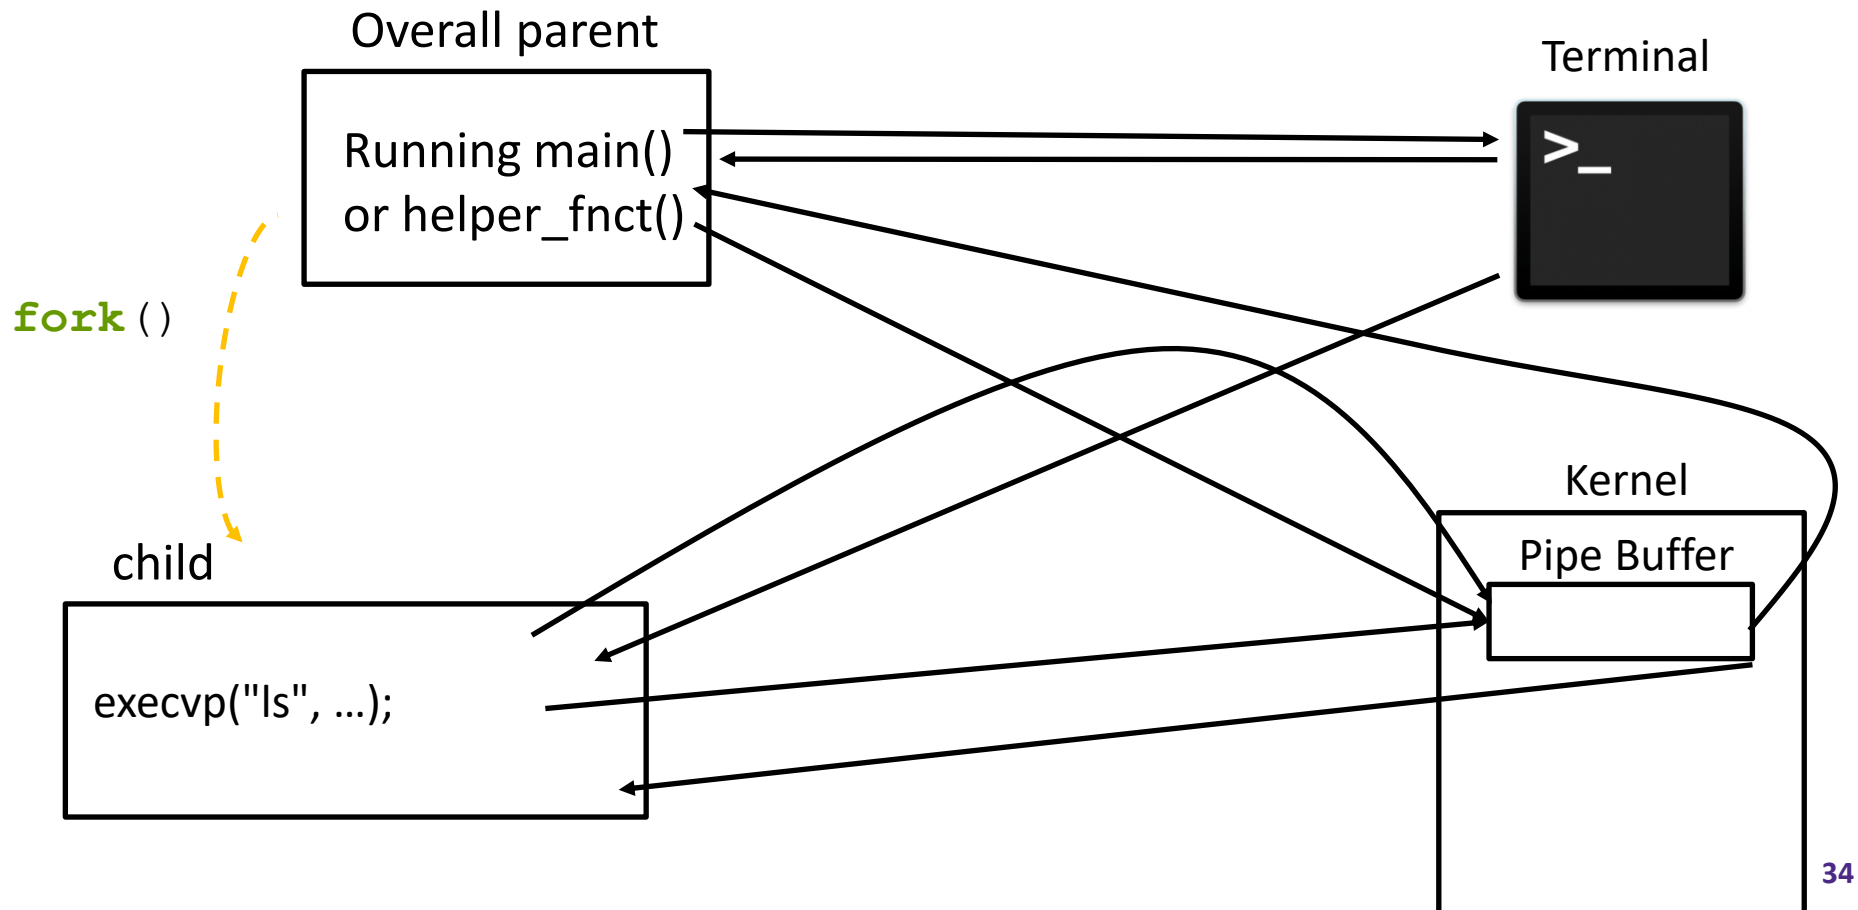 Overall parent
Terminal
Running main()
or helper_fnct()
>_
fork()
Kernel
child
Pipe Buffer
execvp("ls", …);
34